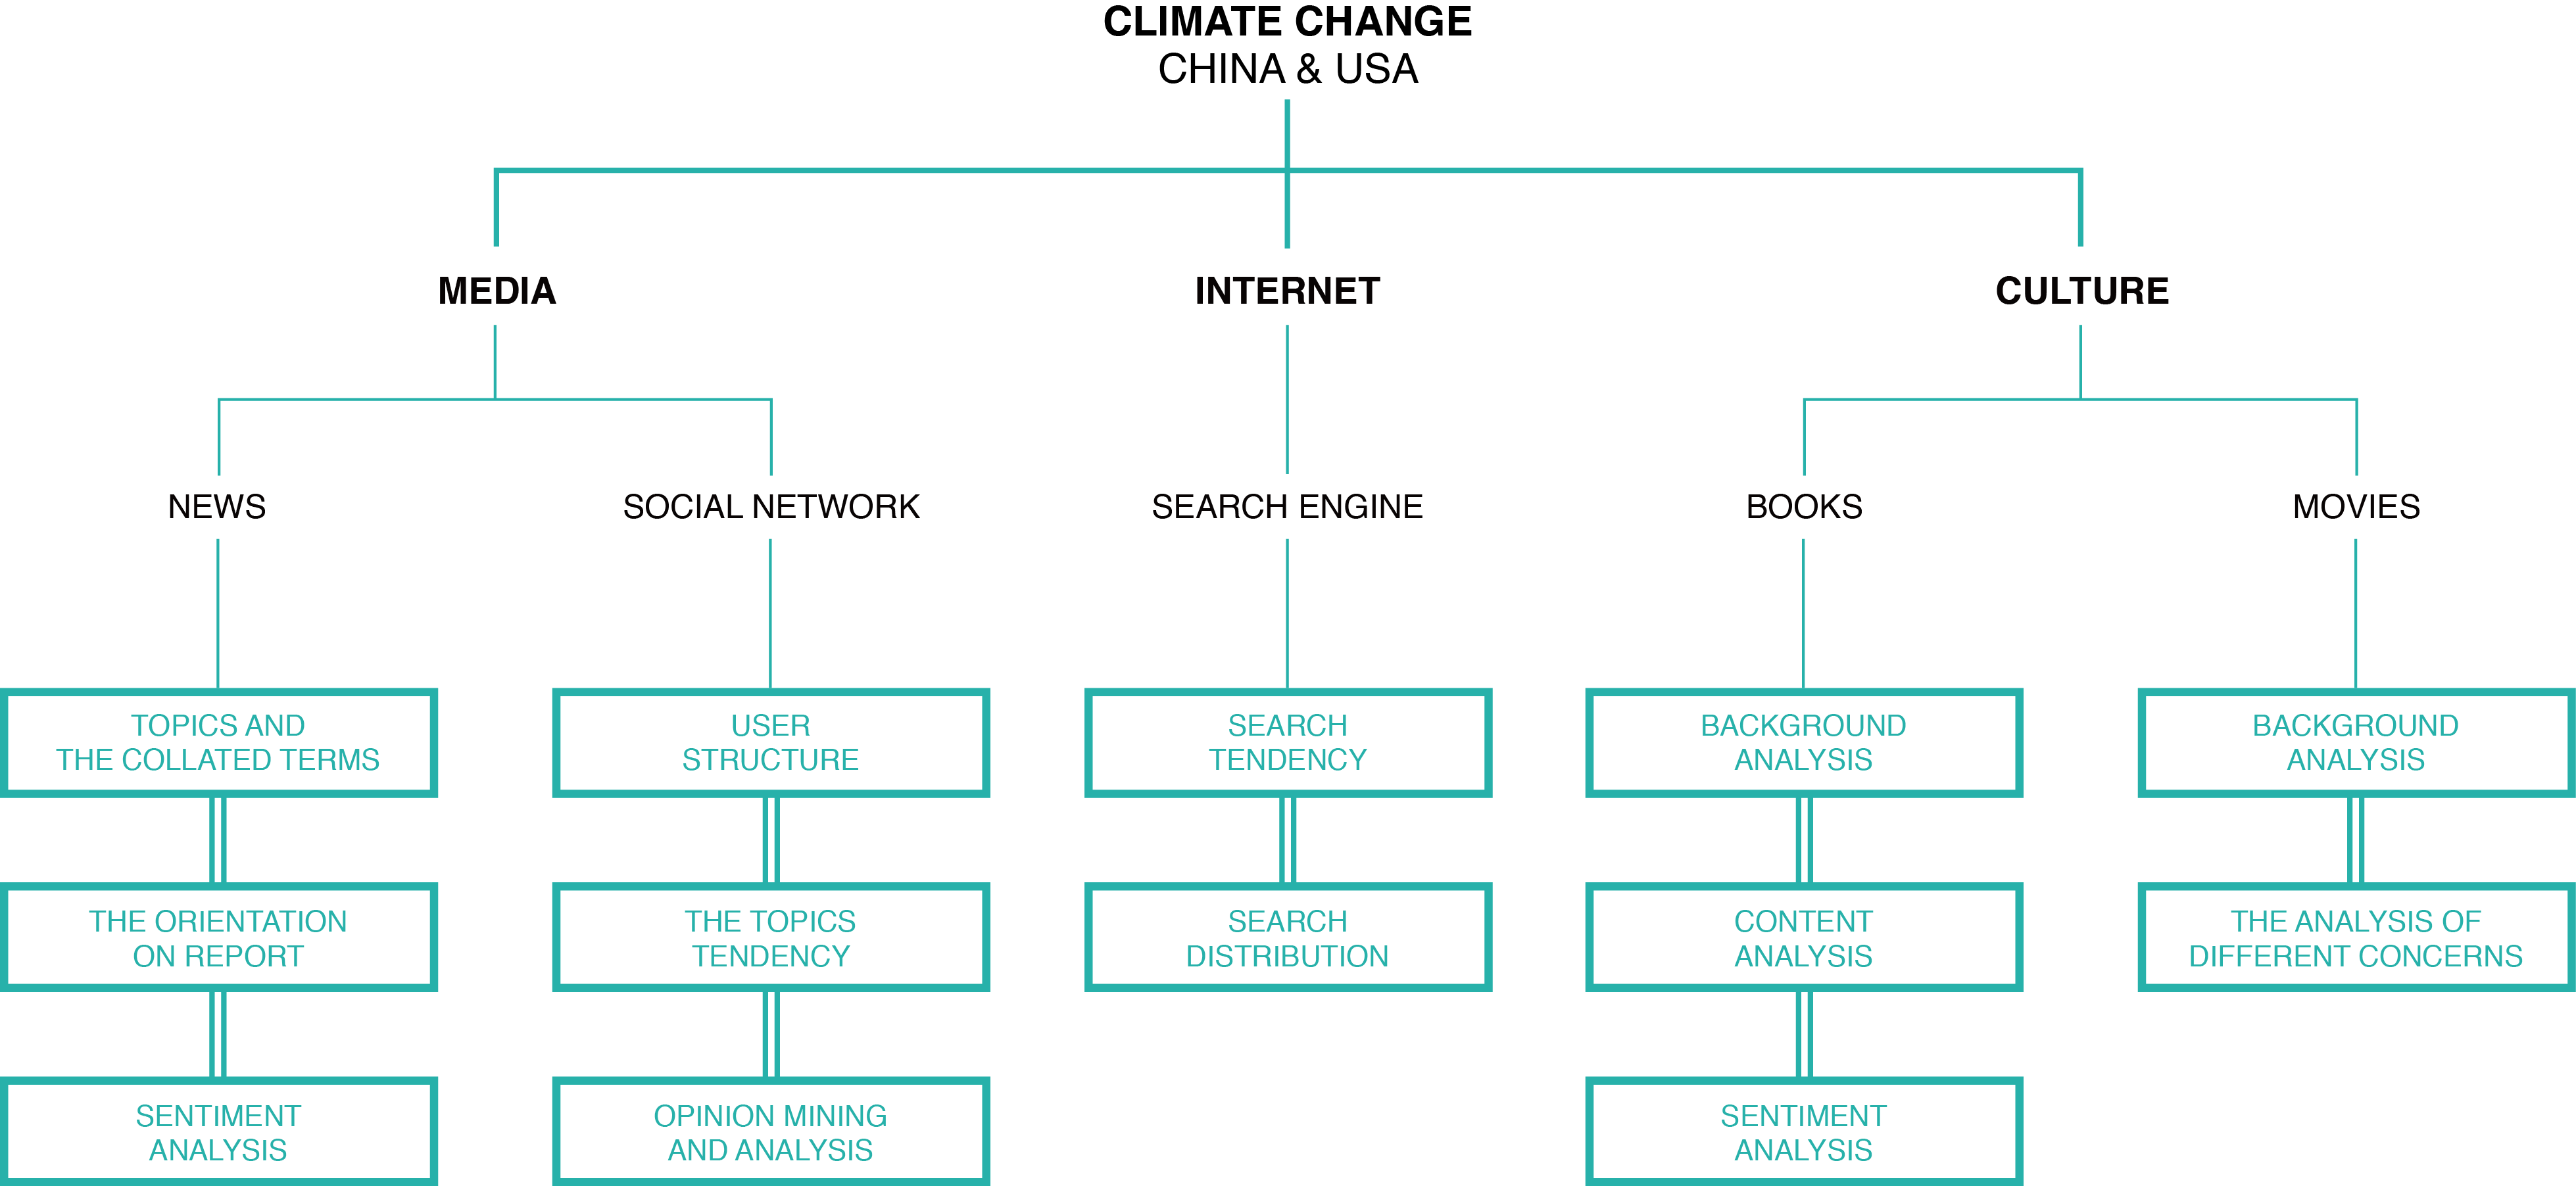 CLIMATE CHANGE
CHINA & USA
MEDIA
INTERNET
CULTURE
NEWS
SOCIAL NETWORK
SEARCH ENGINE
BOOKS
MOVIES
TOPICS AND
THE COLLATED TERMS
USER
STRUCTURE
SEARCH
TENDENCY
BACKGROUND
ANALYSIS
BACKGROUND
ANALYSIS
THE ORIENTATION
ON REPORT
THE TOPICS
TENDENCY
SEARCH
DISTRIBUTION
CONTENT
ANALYSIS
THE ANALYSIS OF
DIFFERENT CONCERNS
SENTIMENT
ANALYSIS
OPINION MINING
AND ANALYSIS
SENTIMENT
ANALYSIS